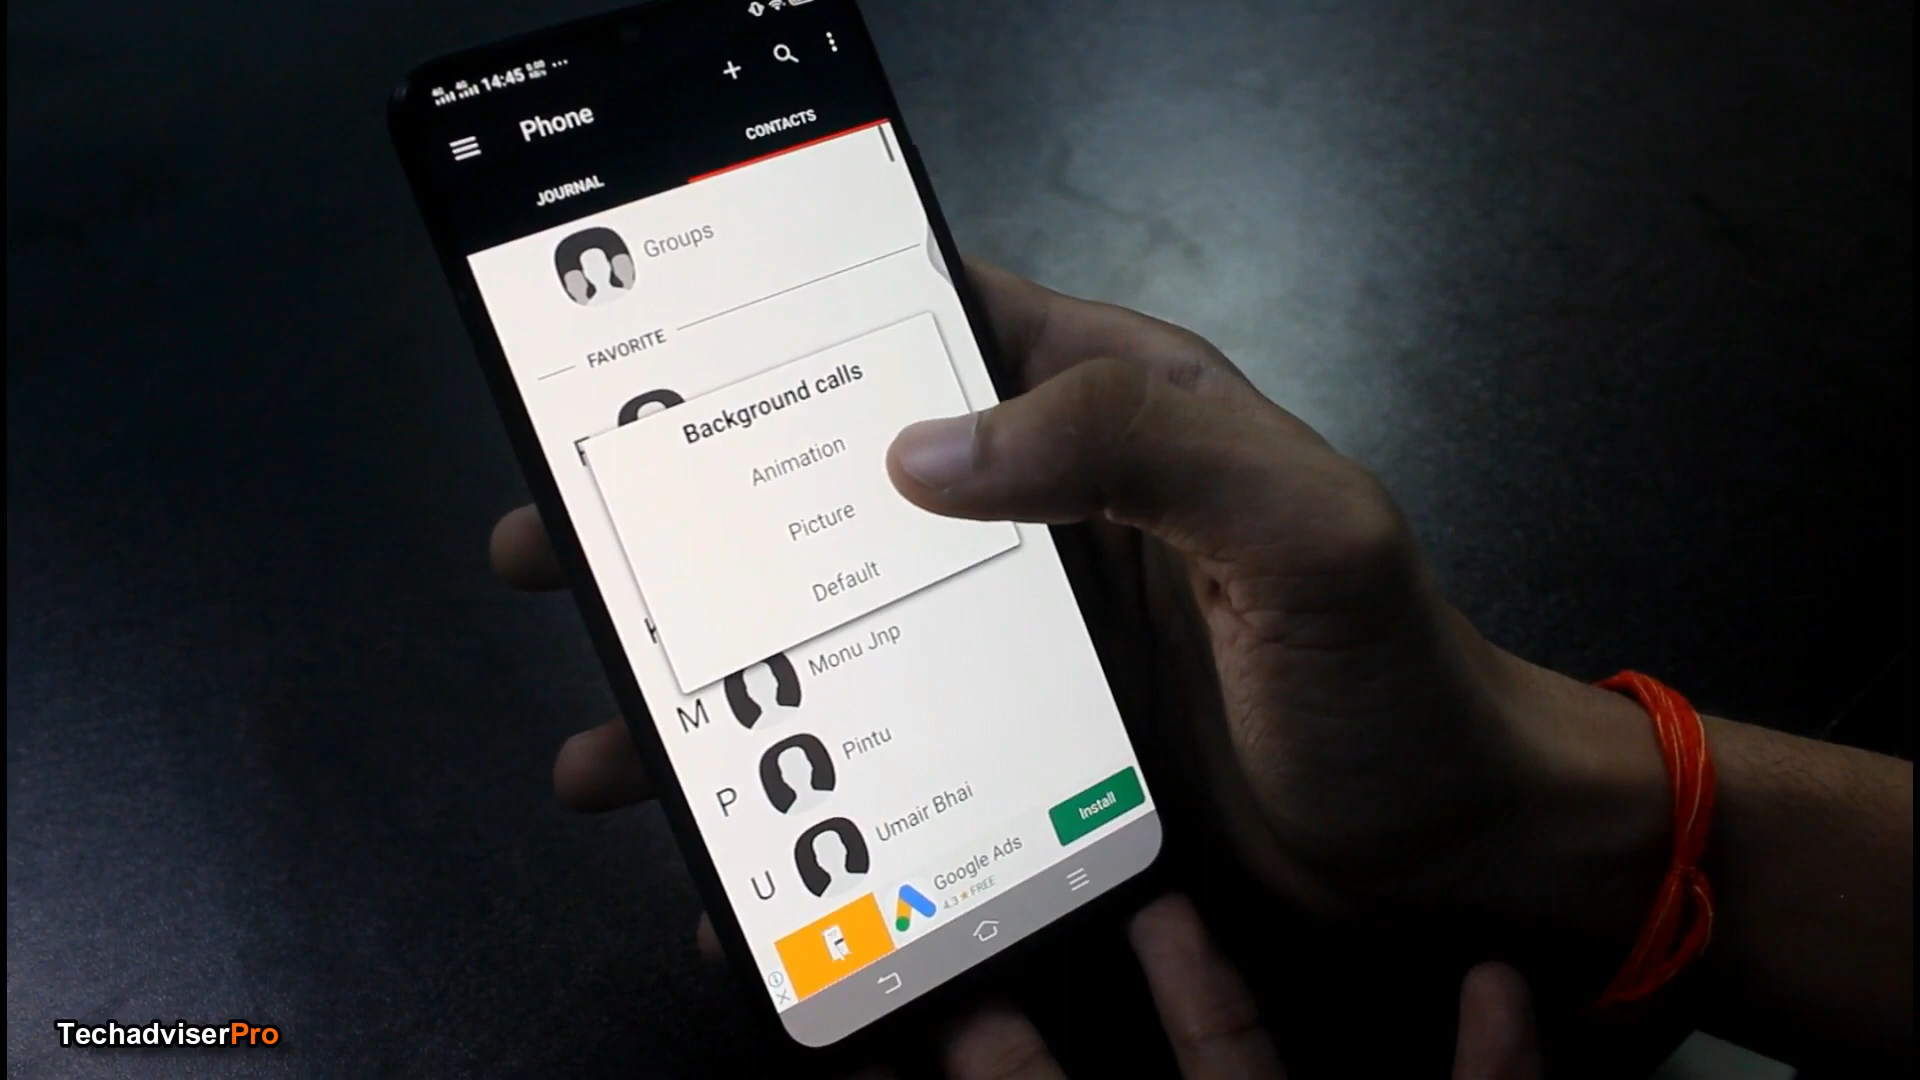 14:45
Phone
JOURNAL
CONTACTS
Groups
FAVORITE
Background calls
Animation
Picture
Default
M
Monu Jnp
P
Pintu
U
Umair Bhai
Google Ads
4.3 ★ FREE
Install
TechadviserPro